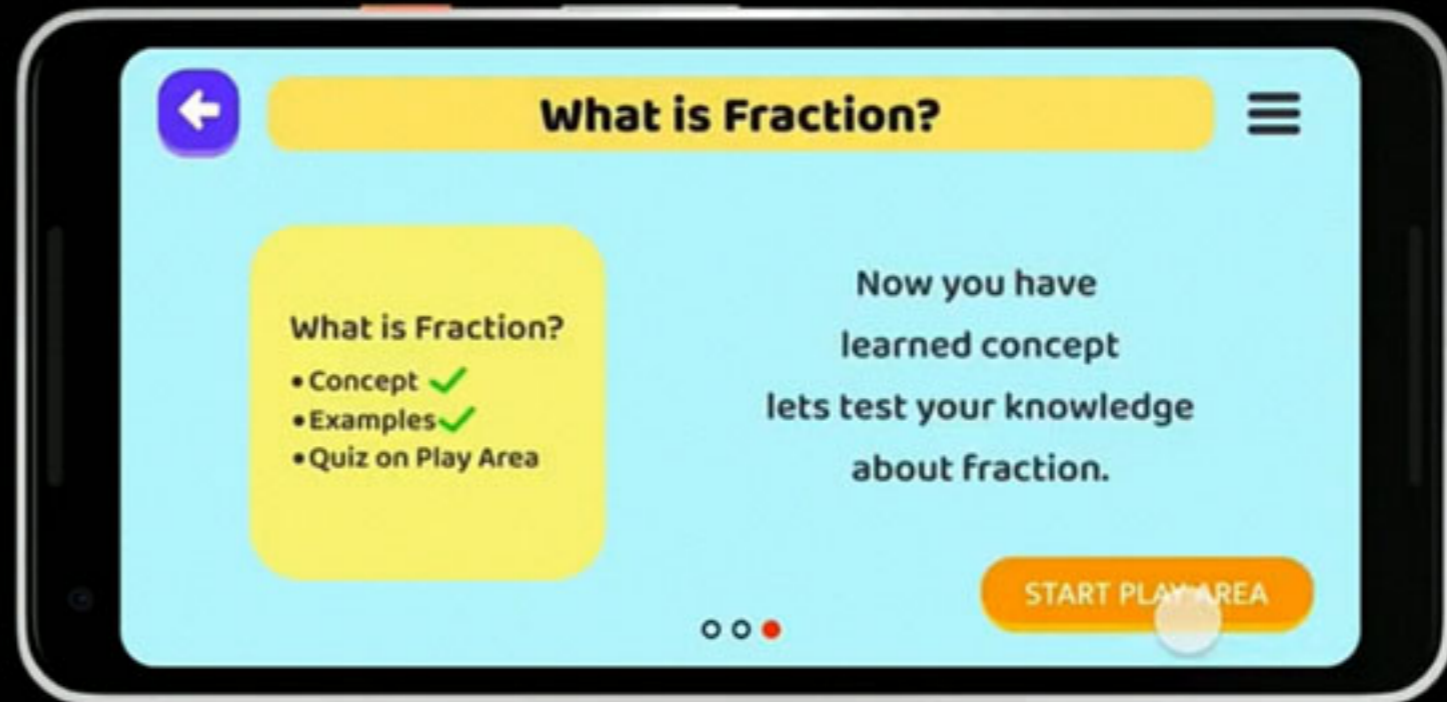 What is Fraction?
What is Fraction?
• Concept
• Examples
• Quiz on Play Area
Now you have
learned concept
lets test your knowledge
about fraction.
START PLAY AREA